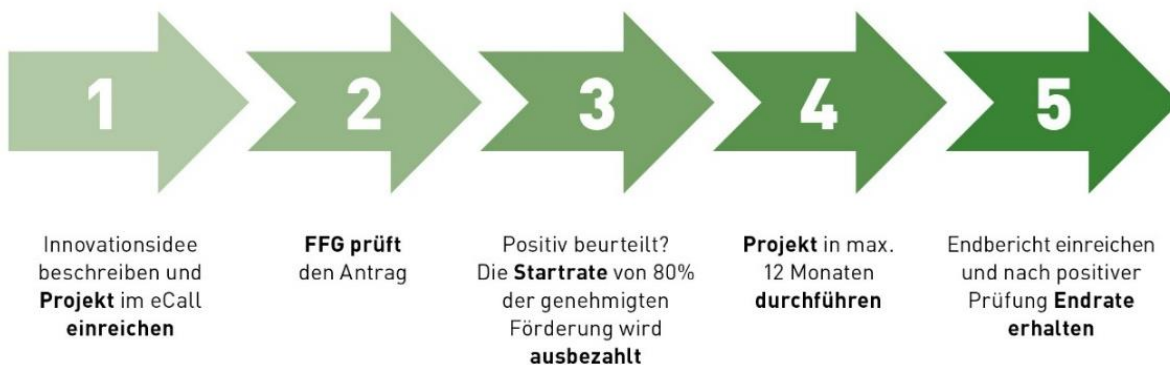 1
Innovationsidee
beschreiben und
Projekt im eCall
einreichen
2
FFG prüft
den Antrag
3
Positiv beurteilt?
Die Startrate von 80%
der genehmigten
Förderung wird
ausbezahlt
4
Projekt in max.
12 Monaten
durchführen
5
Endbericht einreichen
und nach positiver
Prüfung Endrate
erhalten